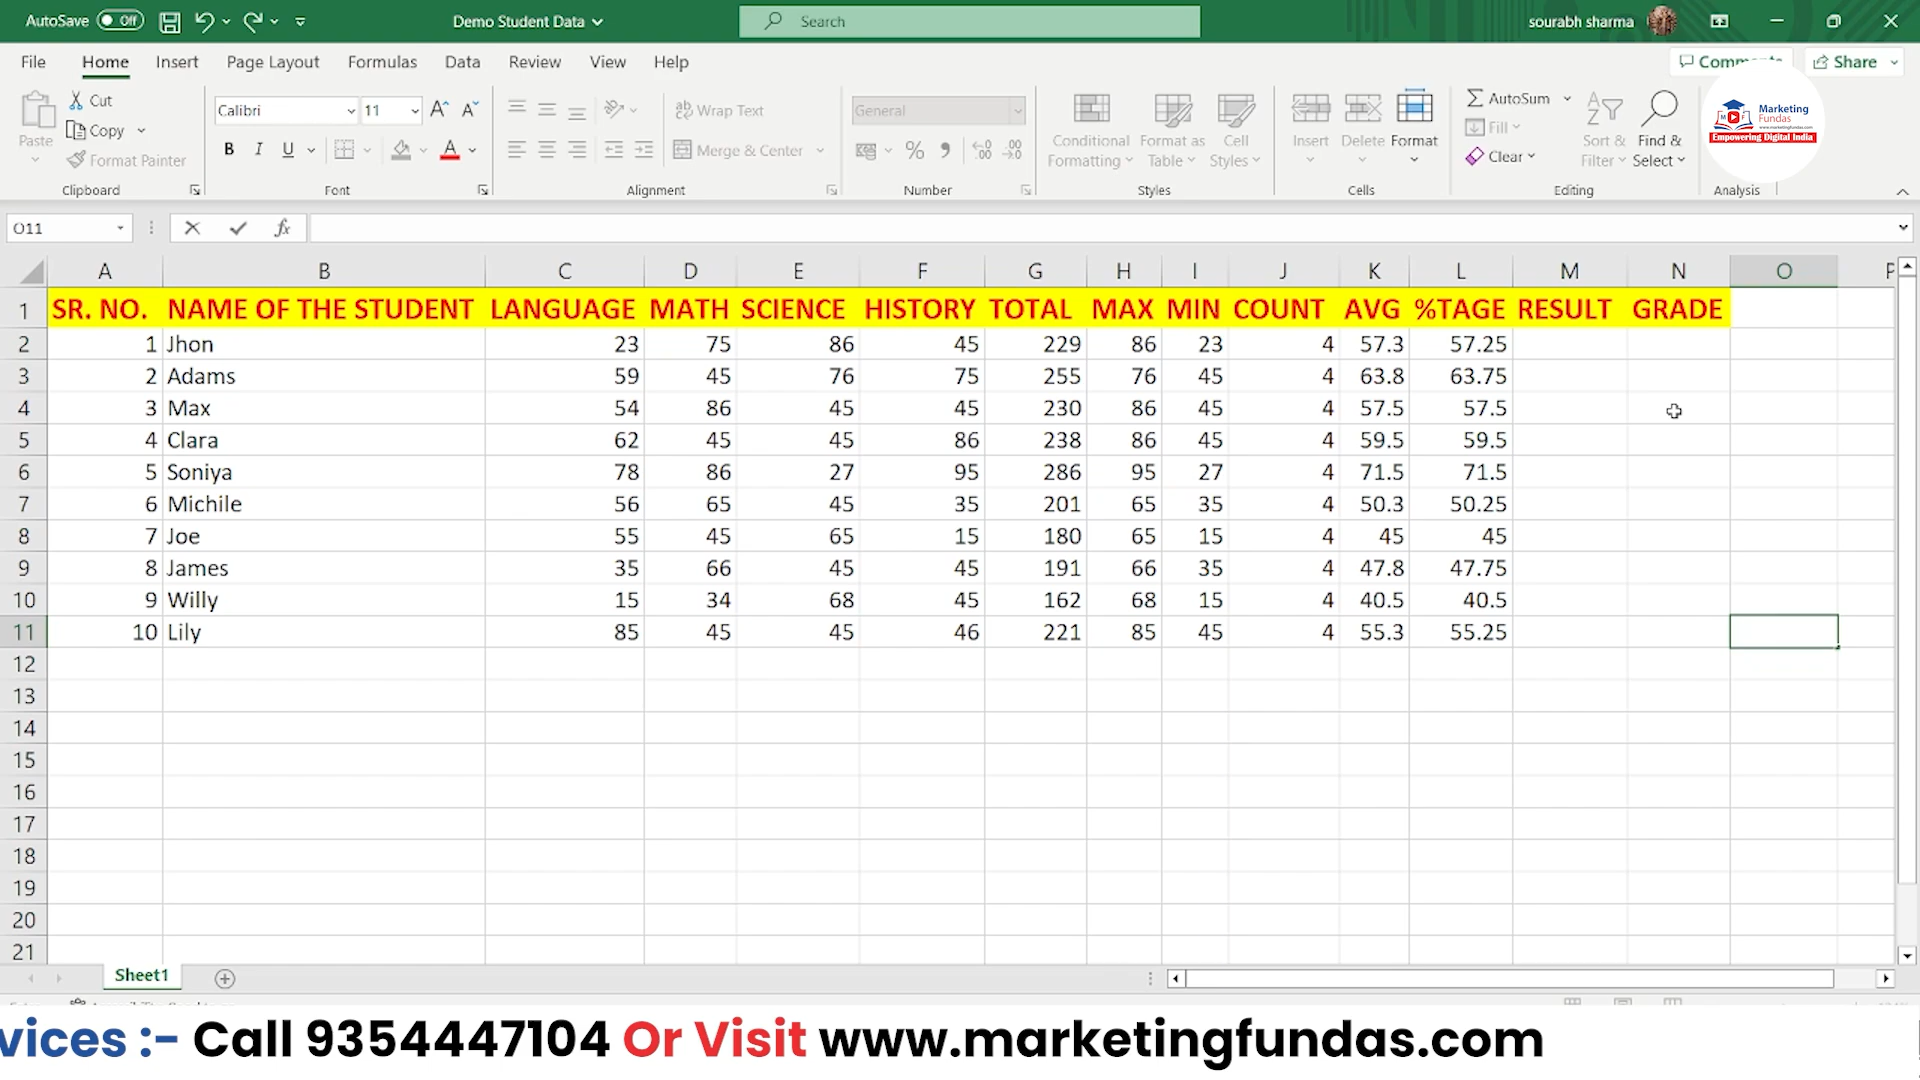 AutoSave Off Demo Student Data Search sourabh sharma
File Home Insert Page Layout Formulas Data Review View Help Comments Share
Paste Cut Copy Format Painter Clipboard
Calibri 11 B I U Font
Wrap Text Merge & Center Alignment
General % Number
Conditional Formatting Format as Table Cell Styles Styles
Insert Delete Format Cells
AutoSum Fill Clear Sort & Filter Find & Select Editing
Analysis
Marketing Fundas
Empowering Digital India
O11 fx
A B C D E F G H I J K L M N O P
1 SR. NO. NAME OF THE STUDENT LANGUAGE MATH SCIENCE HISTORY TOTAL MAX MIN COUNT AVG %TAGE RESULT GRADE
2 1 Jhon 23 75 86 45 229 86 23 4 57.3 57.25
3 2 Adams 59 45 76 75 255 76 45 4 63.8 63.75
4 3 Max 54 86 45 45 230 86 45 4 57.5 57.5
5 4 Clara 62 45 45 86 238 86 45 4 59.5 59.5
6 5 Soniya 78 86 27 95 286 95 27 4 71.5 71.5
7 6 Michile 56 65 45 35 201 65 35 4 50.3 50.25
8 7 Joe 55 45 65 15 180 65 15 4 45 45
9 8 James 35 66 45 45 191 66 35 4 47.8 47.75
10 9 Willy 15 34 68 45 162 68 15 4 40.5 40.5
11 10 Lily 85 45 45 46 221 85 45 4 55.3 55.25
12
13
14
15
16
17
18
19
20
21
Sheet1
vices :- Call 9354447104 Or Visit www.marketingfundas.com